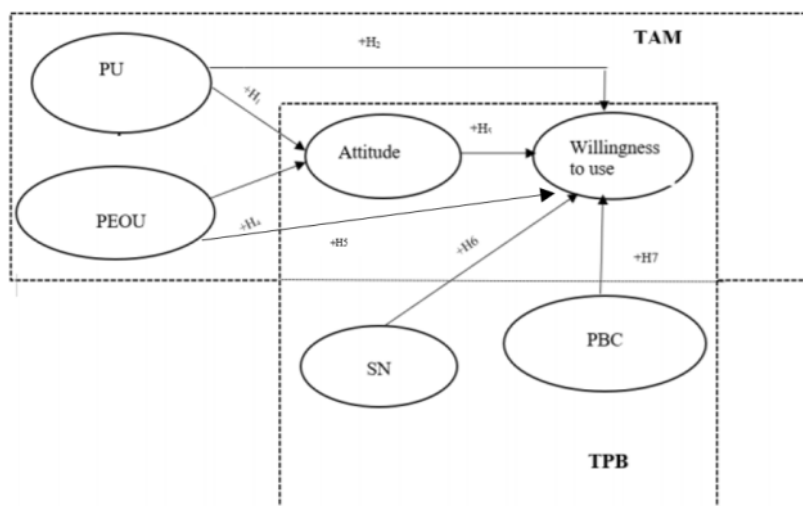 +H₂
TAM
PU
+H₁
+H₃
Attitude
Willingness
to use
PEOU
+H₄
+H5
+H6
+H7
SN
PBC
TPB